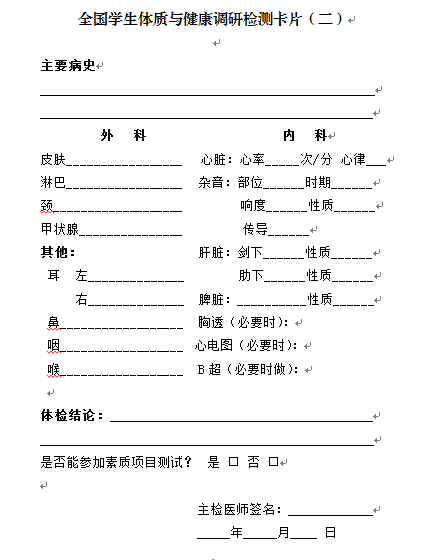 全国学生体质与健康调研检测卡片（二）
主要病史
外 科 内 科
皮肤_________________ 心脏：心率_____次/分 心律___
淋巴_________________ 杂音：部位______时期______
颈__________________ 响度______性质______
甲状腺_______________ 传导______
其他： 肝脏：剑下______性质______
耳 左______________ 肋下______性质______
右______________ 脾脏：__________性质______
鼻__________________ 胸透（必要时）：
咽__________________ 心电图（必要时）：
喉__________________ B 超（必要时做）：
体检结论：
是否能参加素质项目测试？ 是 □ 否 □
主检医师签名：____________
_____年_____月____ 日